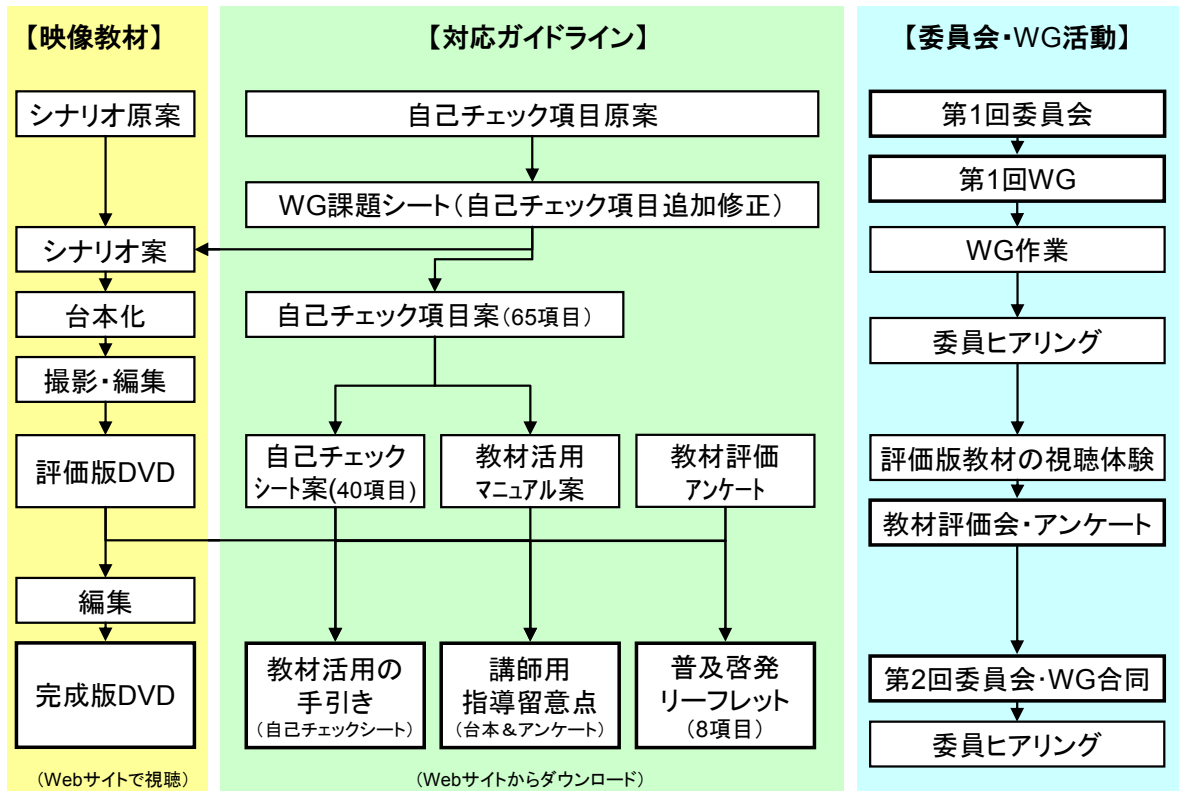 【映像教材】
シナリオ原案
シナリオ案
台本化
撮影・編集
評価版DVD
編集
完成版DVD
（Webサイトで視聴）
【対応ガイドライン】
自己チェック項目原案
WG課題シート（自己チェック項目追加修正）
自己チェック項目案（65項目）
自己チェック
シート案(40項目)
教材活用
マニュアル案
教材評価
アンケート
教材活用の
手引き
（自己チェックシート）
講師用
指導留意点
（台本＆アンケート）
普及啓発
リーフレット
（8項目）
（Webサイトからダウンロード）
【委員会・WG活動】
第1回委員会
第1回WG
WG作業
委員ヒアリング
評価版教材の視聴体験
教材評価会・アンケート
第2回委員会・WG合同
委員ヒアリング